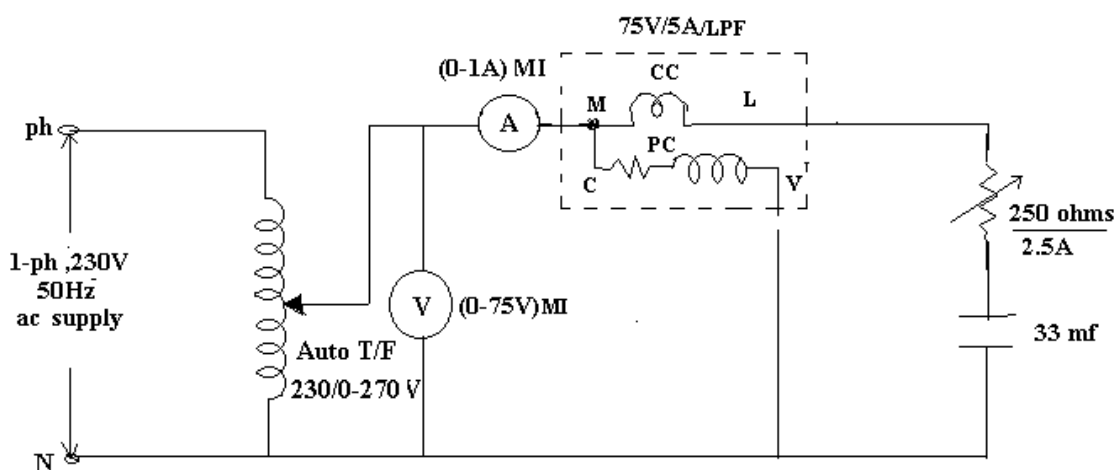 75V/5A/LPF
(0-1A) MI
CC
M
L
ph
A
PC
C
V
250 ohms
2.5A
1-ph ,230V
50Hz
ac supply
V
(0-75V)MI
33 mf
Auto T/F
230/0-270 V
N